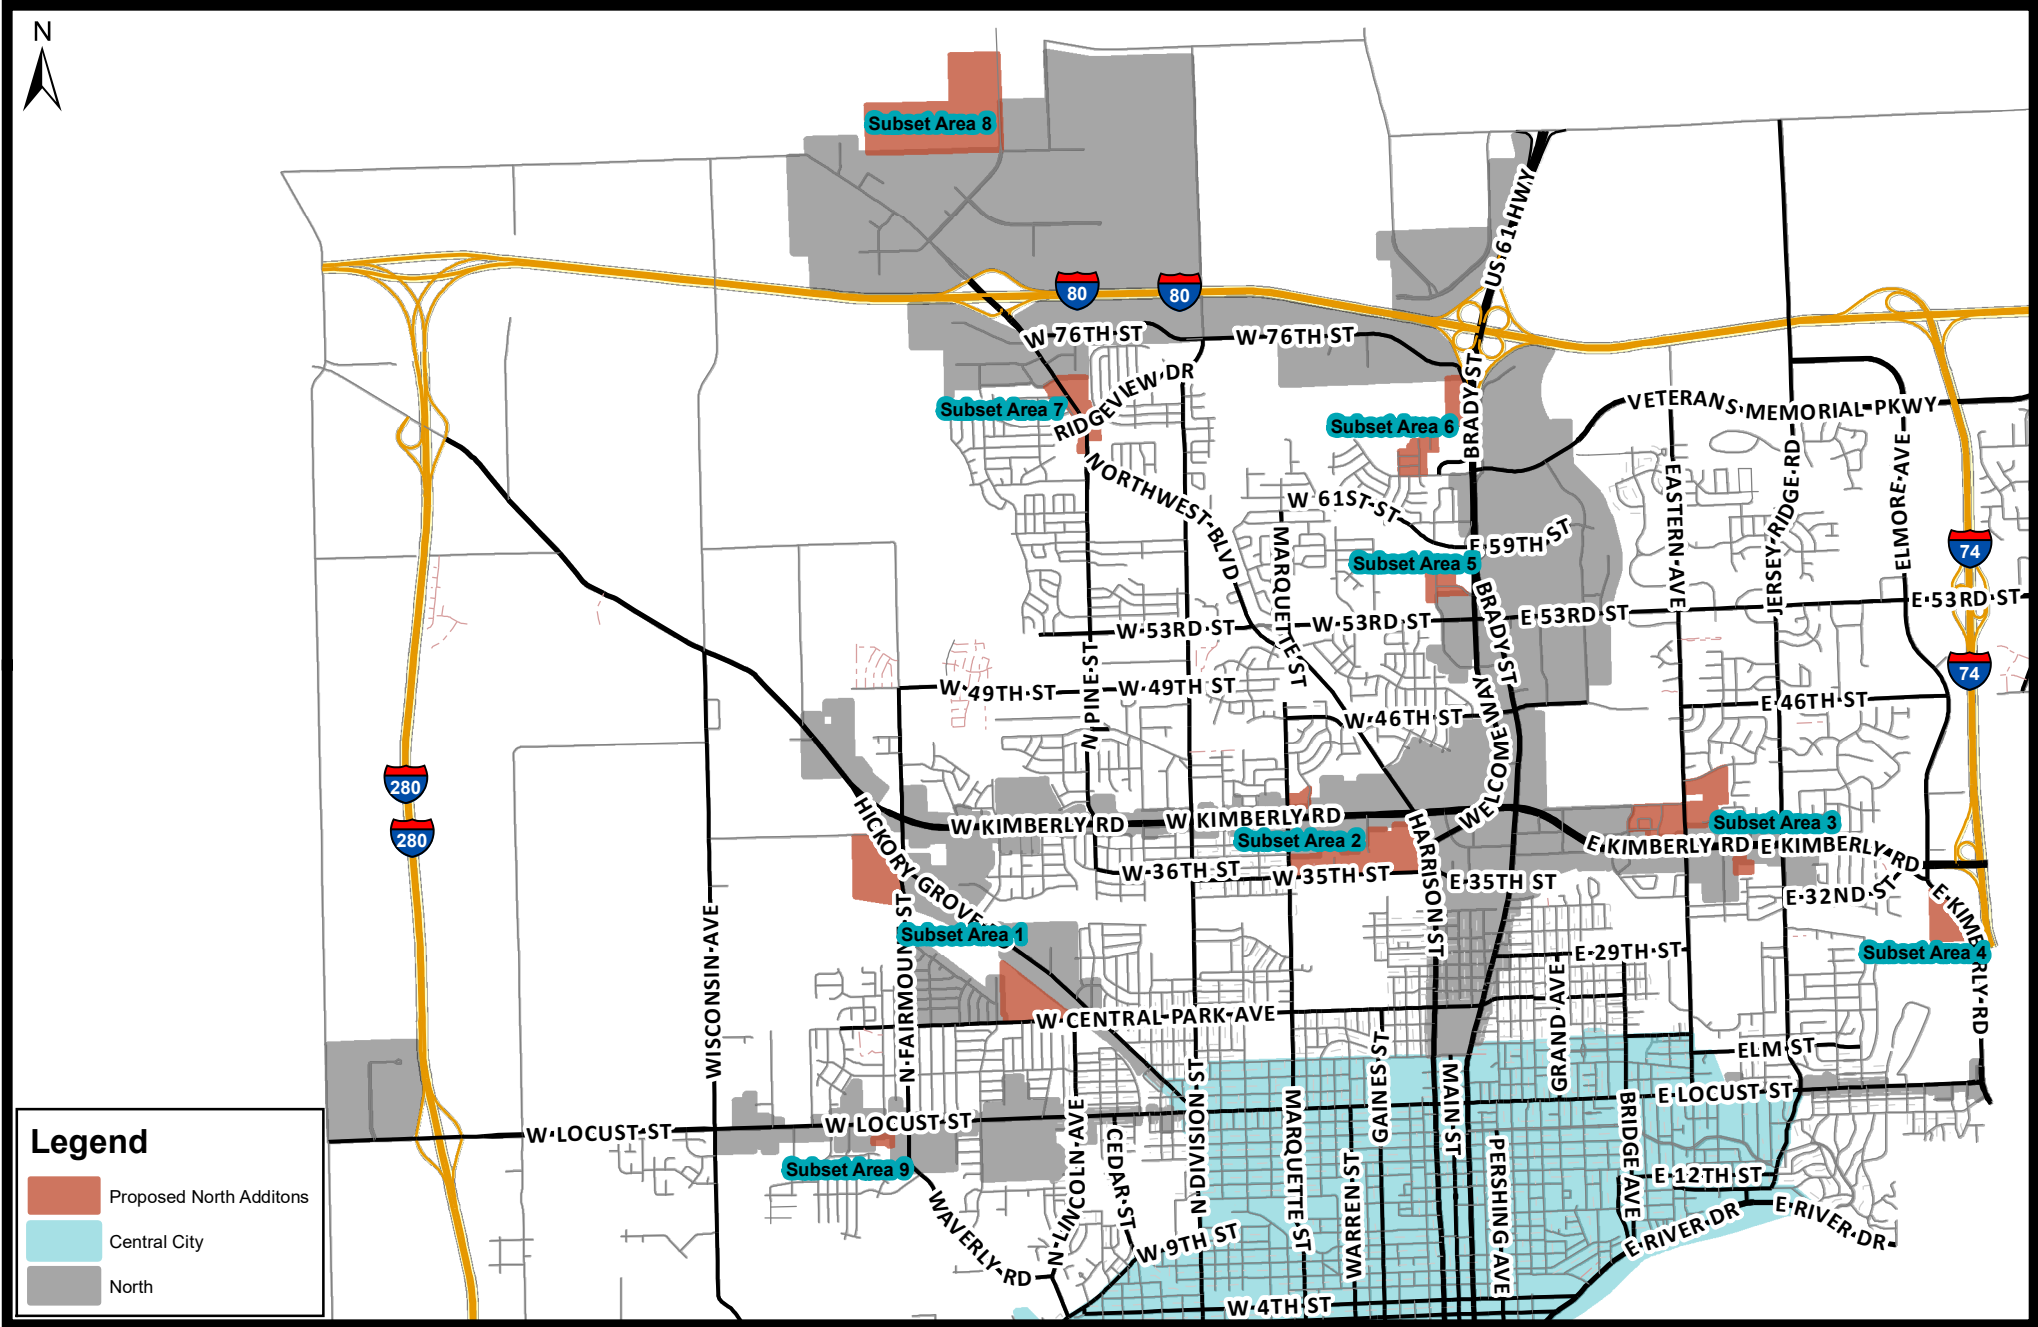 N
Subset Area 8
US 61 HWY
80
80
W 76TH ST
W 76TH ST
RIDGEVIEW DR
Subset Area 7
Subset Area 6
BRADY ST
VETERANS MEMORIAL PKWY
NORTHWEST BLVD
W 61ST ST
E 59TH ST
MARQUETTE ST
EASTERN AVE
JERSEY RIDGE RD
ELMORE AVE
74
Subset Area 5
BRADY ST
W 53RD ST
W 53RD ST
E 53RD ST
E 53RD ST
74
W 49TH ST
W 49TH ST
N PINE ST
W 46TH ST
E 46TH ST
WELCOME WAY
280
280
HICKORY GROVE
W KIMBERLY RD
W KIMBERLY RD
Subset Area 2
HARRISON ST
Subset Area 3
E KIMBERLY RD
E KIMBERLY RD
W 36TH ST
W 35TH ST
E 35TH ST
E 32ND ST
E KIMBERLY RD
WISCONSIN AVE
N FAIRMOUNT ST
Subset Area 1
E 29TH ST
Subset Area 4
W CENTRAL PARK AVE
GRAND AVE
GAINES ST
ELM ST
MAIN ST
E LOCUST ST
W LOCUST ST
W LOCUST ST
Subset Area 9
N LINCOLN AVE
CEDAR ST
N DIVISION ST
MARQUETTE ST
WARREN ST
PERSHING AVE
BRIDGE AVE
E 12TH ST
E RIVER DR
E RIVER DR
WAVERLY RD
W 9TH ST
W 4TH ST
Legend
Proposed North Additons
Central City
North